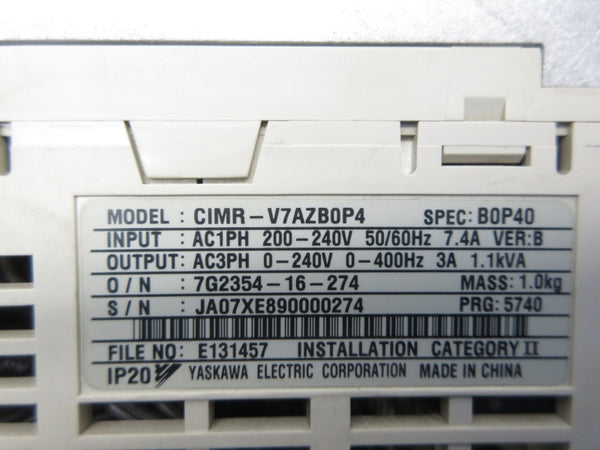 MODEL : CIMR-V7AZB0P4 SPEC: B0P40
INPUT : AC1PH 200-240V 50/60Hz 7.4A VER:B
OUTPUT: AC3PH 0-240V 0-400Hz 3A 1.1kVA
O / N : 7G2354-16-274 MASS: 1.0kg
S / N : JA07XE890000274 PRG: 5740
FILE NO: E131457 INSTALLATION CATEGORY II
IP20 YASKAWA ELECTRIC CORPORATION MADE IN CHINA